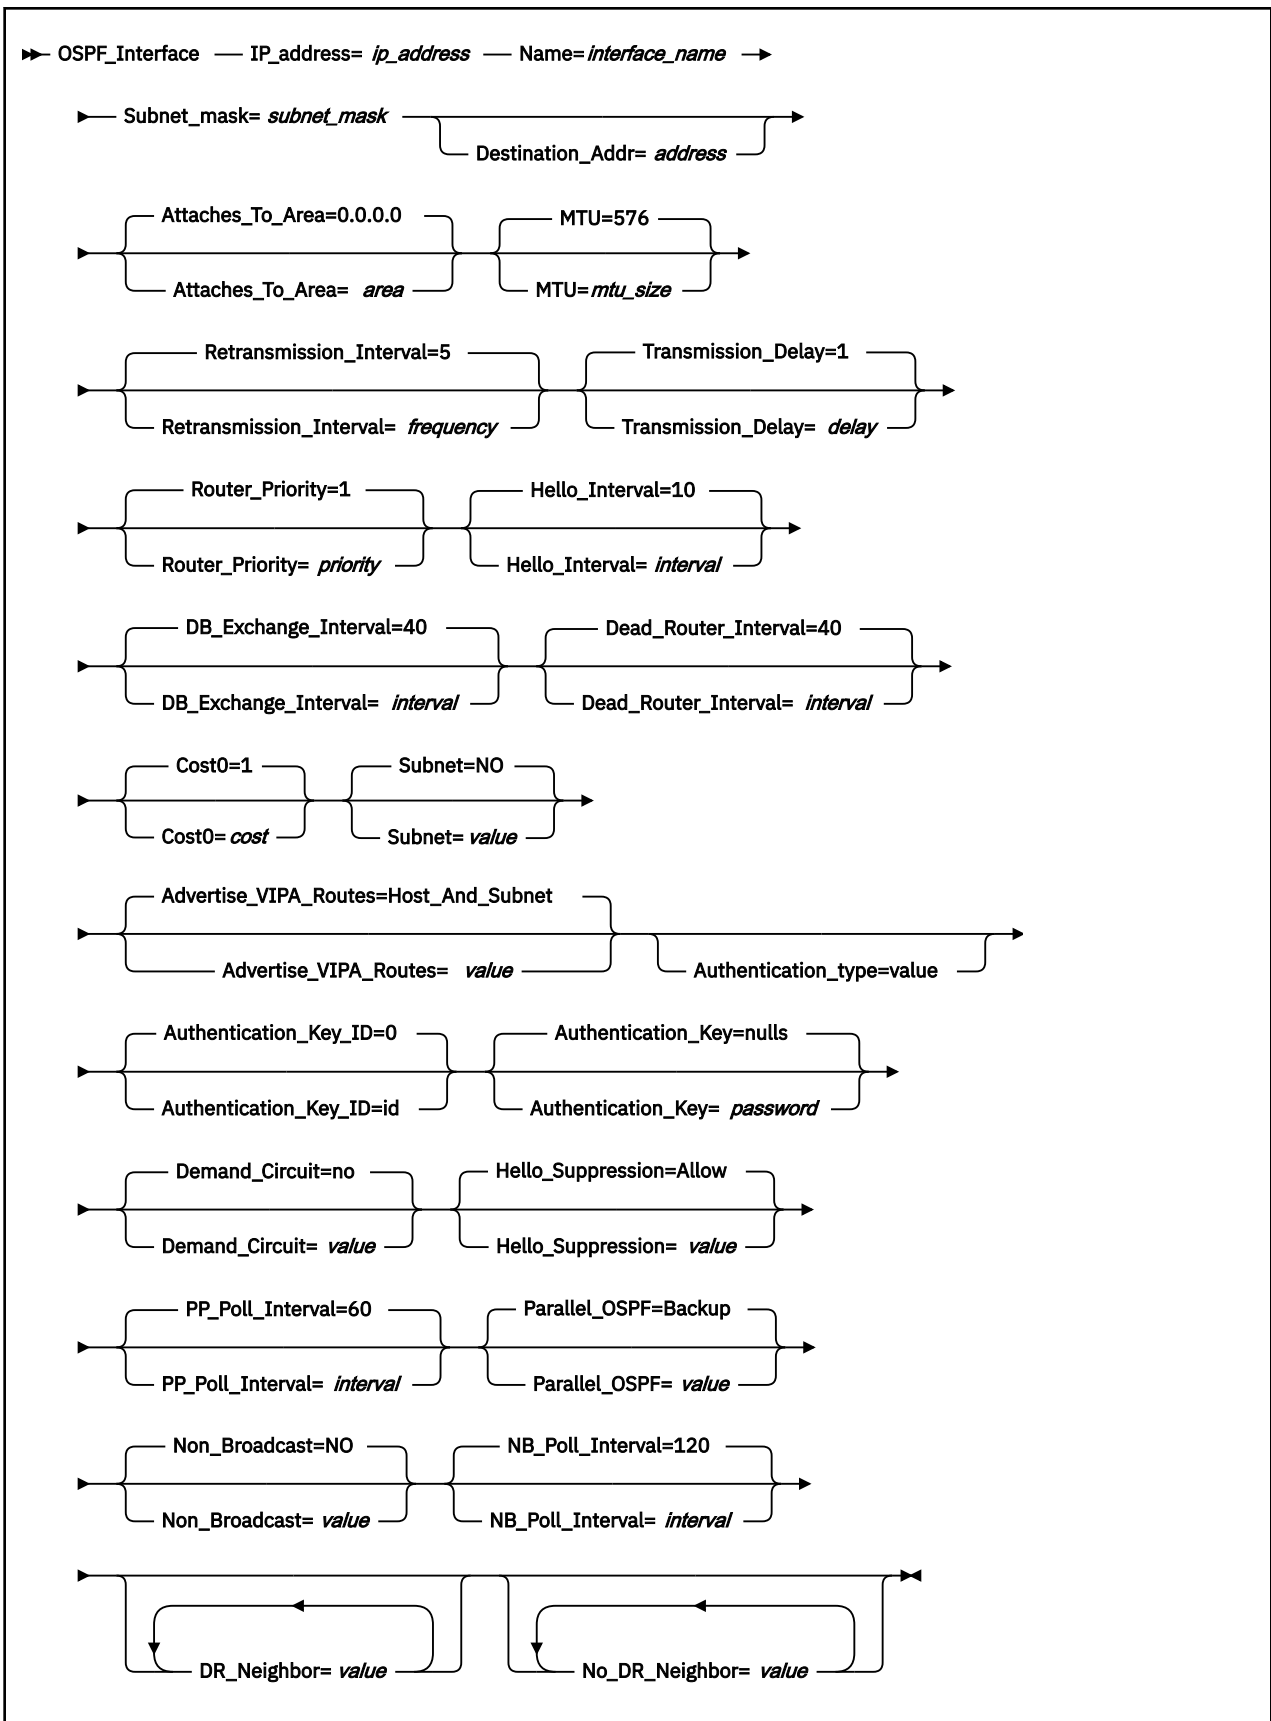 OSPF_Interface IP_address= ip_address Name= interface_name
Subnet_mask= subnet_mask
Destination_Addr= address
Attaches_To_Area=0.0.0.0 MTU=576
Attaches_To_Area= area MTU= mtu_size
Retransmission_Interval=5 Transmission_Delay=1
Retransmission_Interval= frequency Transmission_Delay= delay
Router_Priority=1 Hello_Interval=10
Router_Priority= priority Hello_Interval= interval
DB_Exchange_Interval=40 Dead_Router_Interval=40
DB_Exchange_Interval= interval Dead_Router_Interval= interval
Cost0=1 Subnet=NO
Cost0= cost Subnet= value
Advertise_VIPA_Routes=Host_And_Subnet
Advertise_VIPA_Routes= value Authentication_type=value
Authentication_Key_ID=0 Authentication_Key=nulls
Authentication_Key_ID=id Authentication_Key= password
Demand_Circuit=no Hello_Suppression=Allow
Demand_Circuit= value Hello_Suppression= value
PP_Poll_Interval=60 Parallel_OSPF=Backup
PP_Poll_Interval= interval Parallel_OSPF= value
Non_Broadcast=NO NB_Poll_Interval=120
Non_Broadcast= value NB_Poll_Interval= interval
DR_Neighbor= value No_DR_Neighbor= value